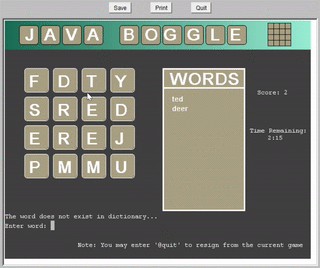 Save Print Quit
JAVA BOGGLE
F D T Y
S R E D
E R E J
P M M U
WORDS
fed
deer
Score: 2
Time Remaining:
2:15
The word does not exist in dictionary...
Enter word:
Note: You may enter '@quit' to resign from the current game